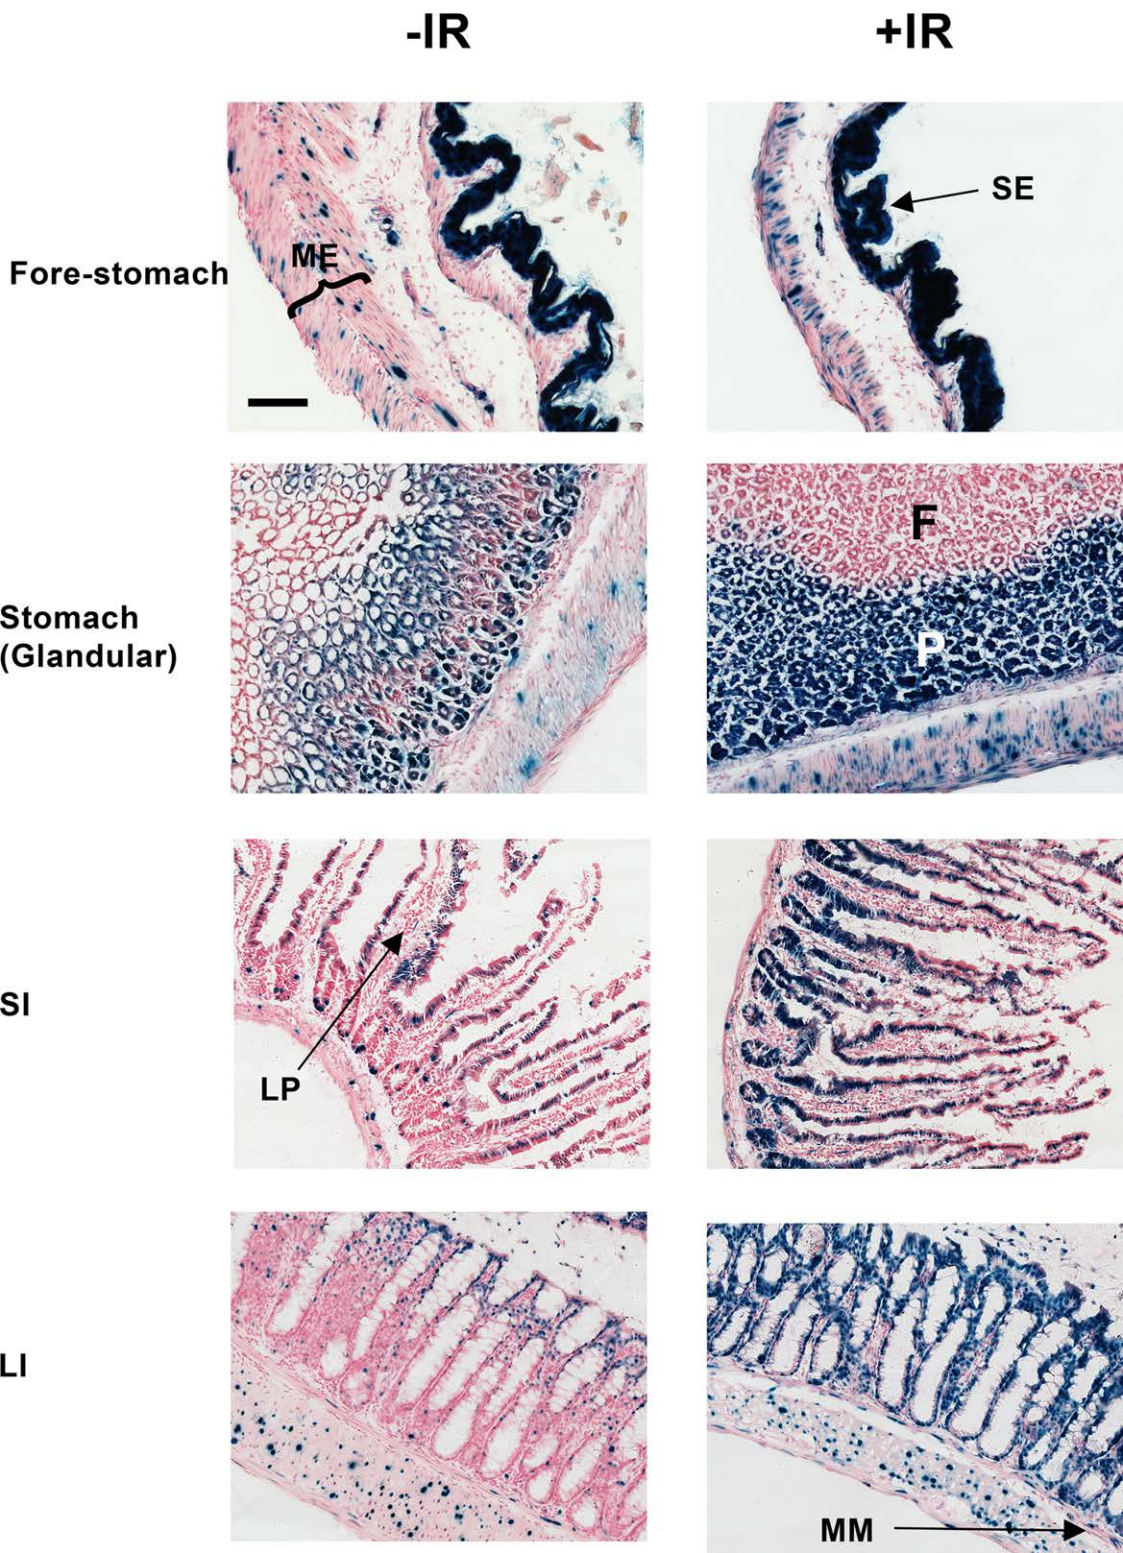 -IR
+IR
Fore-stomach
ME
SE
Stomach
(Glandular)
F
P
SI
LP
LI
MM